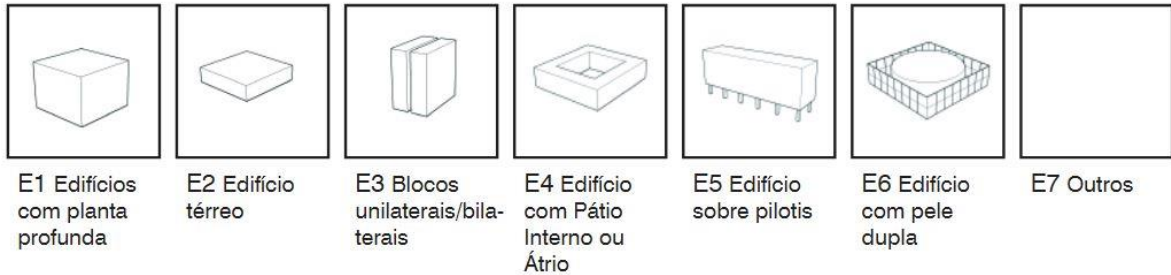 E1 Edifícios
com planta
profunda
E2 Edifício
térreo
E3 Blocos
unilaterais/bila-
terais
E4 Edifício
com Pátio
Interno ou
Átrio
E5 Edifício
sobre pilotis
E6 Edifício
com pele
dupla
E7 Outros